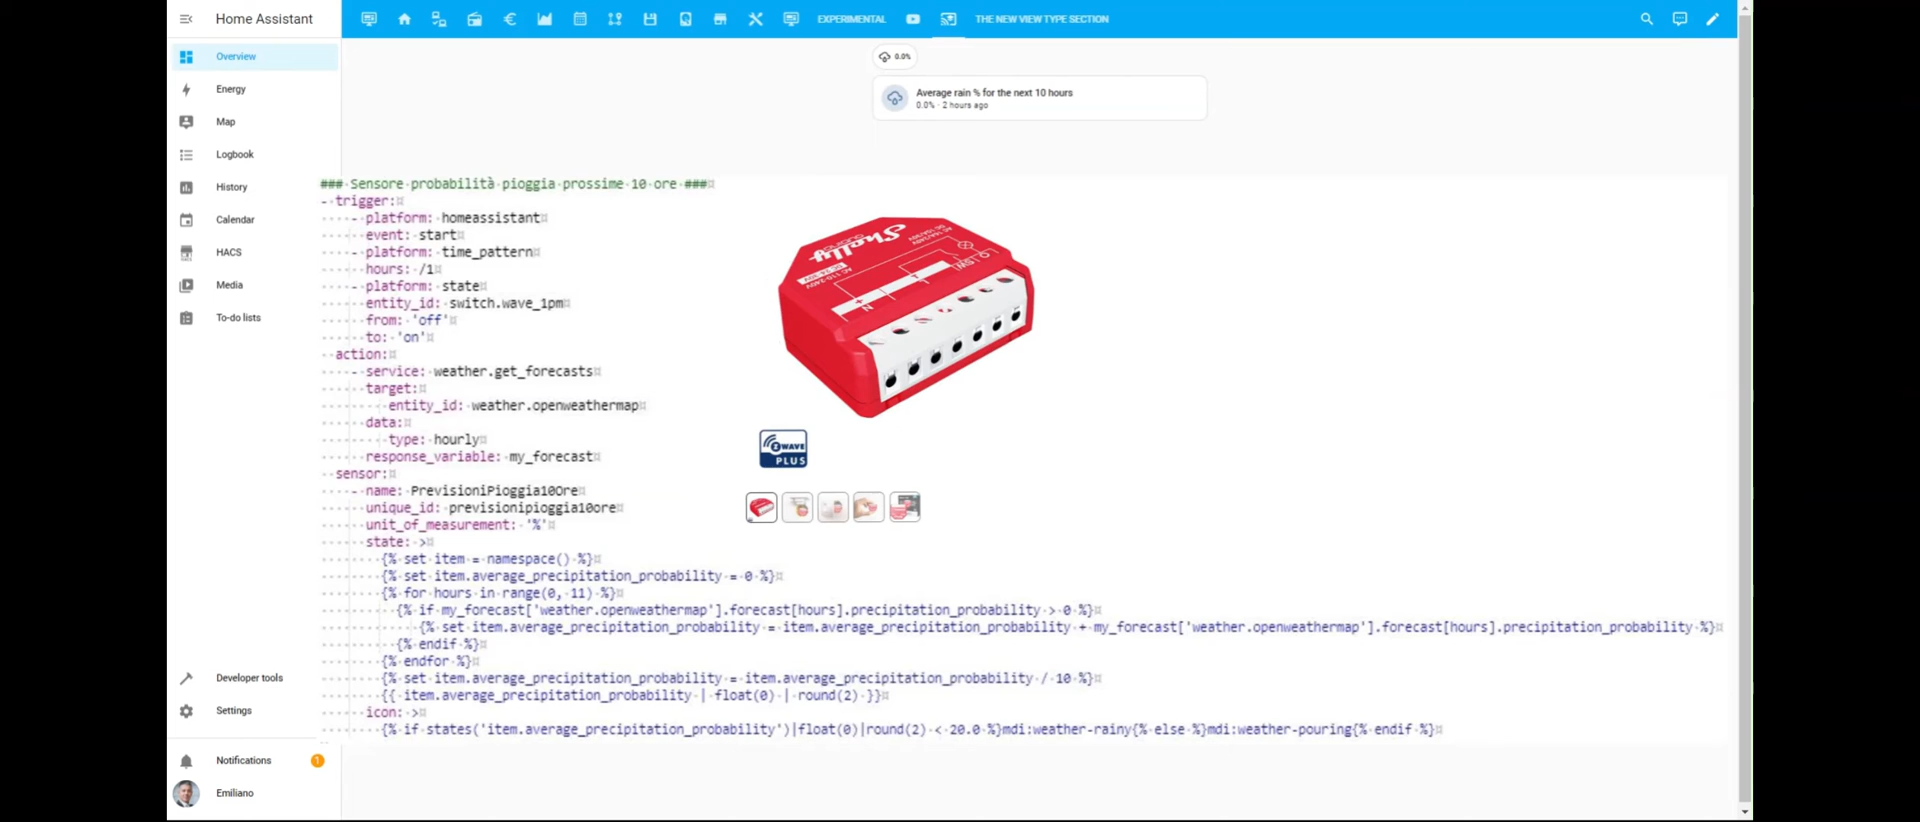 Home Assistant
EXPERIMENTAL
THE NEW VIEW TYPE SECTION
Overview
Energy
Map
Logbook
History
Calendar
HACS
Media
To-do lists
Developer tools
Settings
Notifications
1
Emiliano
0.0%
Average rain % for the next 10 hours
0.0% · 2 hours ago
### Sensore probabilità pioggia prossime 10 ore ###
- trigger:
- platform: homeassistant
event: start
- platform: time_pattern
hours: /1
- platform: state
entity_id: switch.wave_1pm
from: 'off'
to: 'on'
action:
- service: weather.get_forecasts
target:
entity_id: weather.openweathermap
data:
type: hourly
response_variable: my_forecast
sensor:
- name: PrevisioniPioggia10Ore
unique_id: previsionipioggia10ore
unit_of_measurement: '%'
state: >
{% set item = namespace() %}
{% set item.average_precipitation_probability = 0 %}
{% for hours in range(0, 11) %}
{% if my_forecast['weather.openweathermap'].forecast[hours].precipitation_probability > 0 %}
{% set item.average_precipitation_probability = item.average_precipitation_probability + my_forecast['weather.openweathermap'].forecast[hours].precipitation_probability %}
{% endif %}
{% endfor %}
{% set item.average_precipitation_probability = item.average_precipitation_probability / 10 %}
{{ item.average_precipitation_probability | float(0) | round(2) }}
icon: >
{% if states('item.average_precipitation_probability')|float(0)|round(2) < 20.0 %}mdi:weather-rainy{% else %}mdi:weather-pouring{% endif %}
Shelly
AC 110-240V
N
L
SW
O
Z WAVE
PLUS